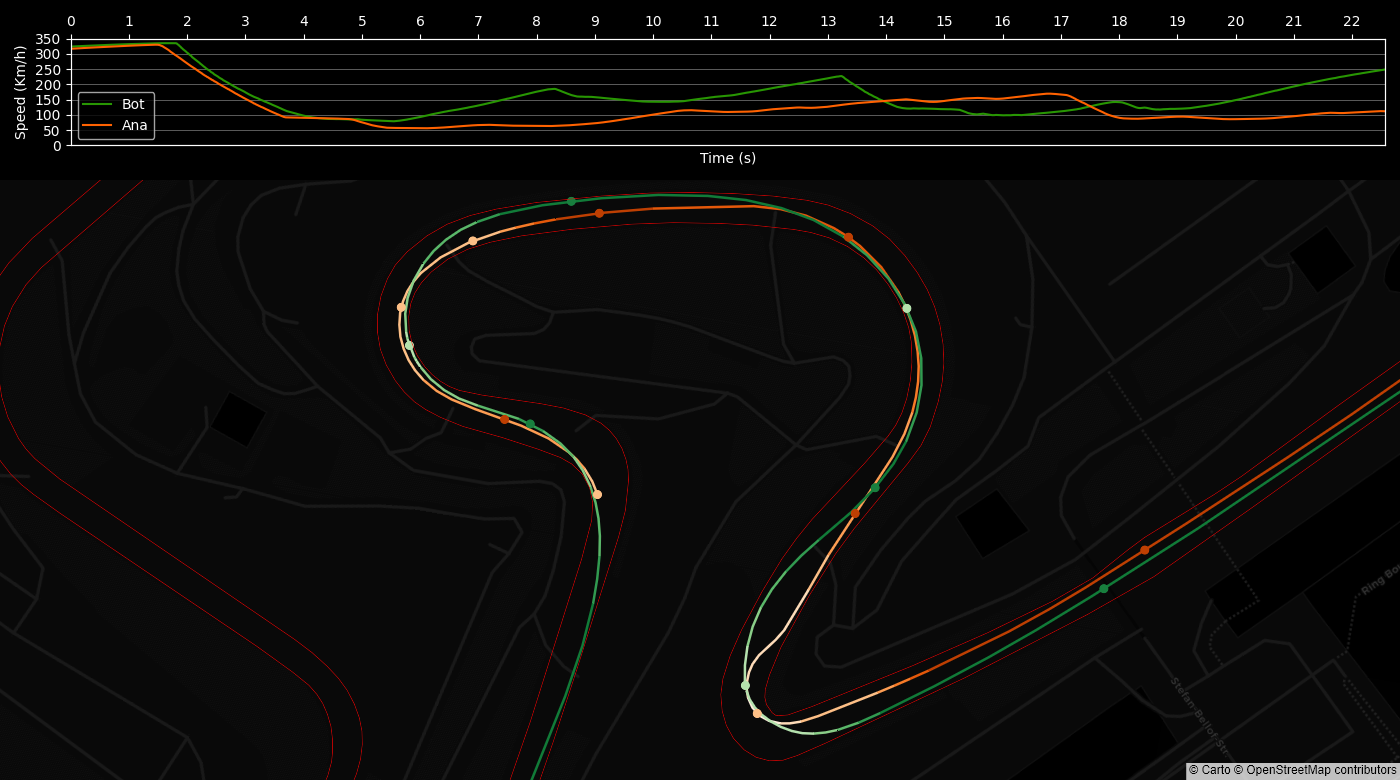 0 1 2 3 4 5 6 7 8 9 10 11 12 13 14 15 16 17 18 19 20 21 22
350
300
250
200
150
100
50
0
Speed (Km/h)
Bot
Ana
Time (s)
Ring Bo
Stefan Bellof-Str
© Carto © OpenStreetMap contributors